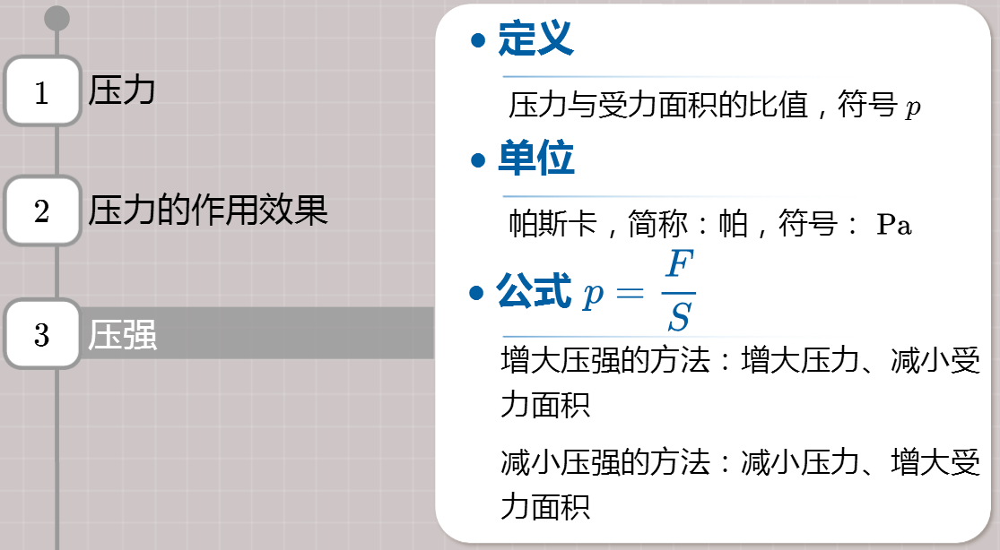 1 压力
2 压力的作用效果
3 压强
• 定义
压力与受力面积的比值，符号 p
• 单位
帕斯卡，简称：帕，符号： Pa
• 公式 p = F/S
增大压强的方法：增大压力、减小受
力面积
减小压强的方法：减小压力、增大受
力面积